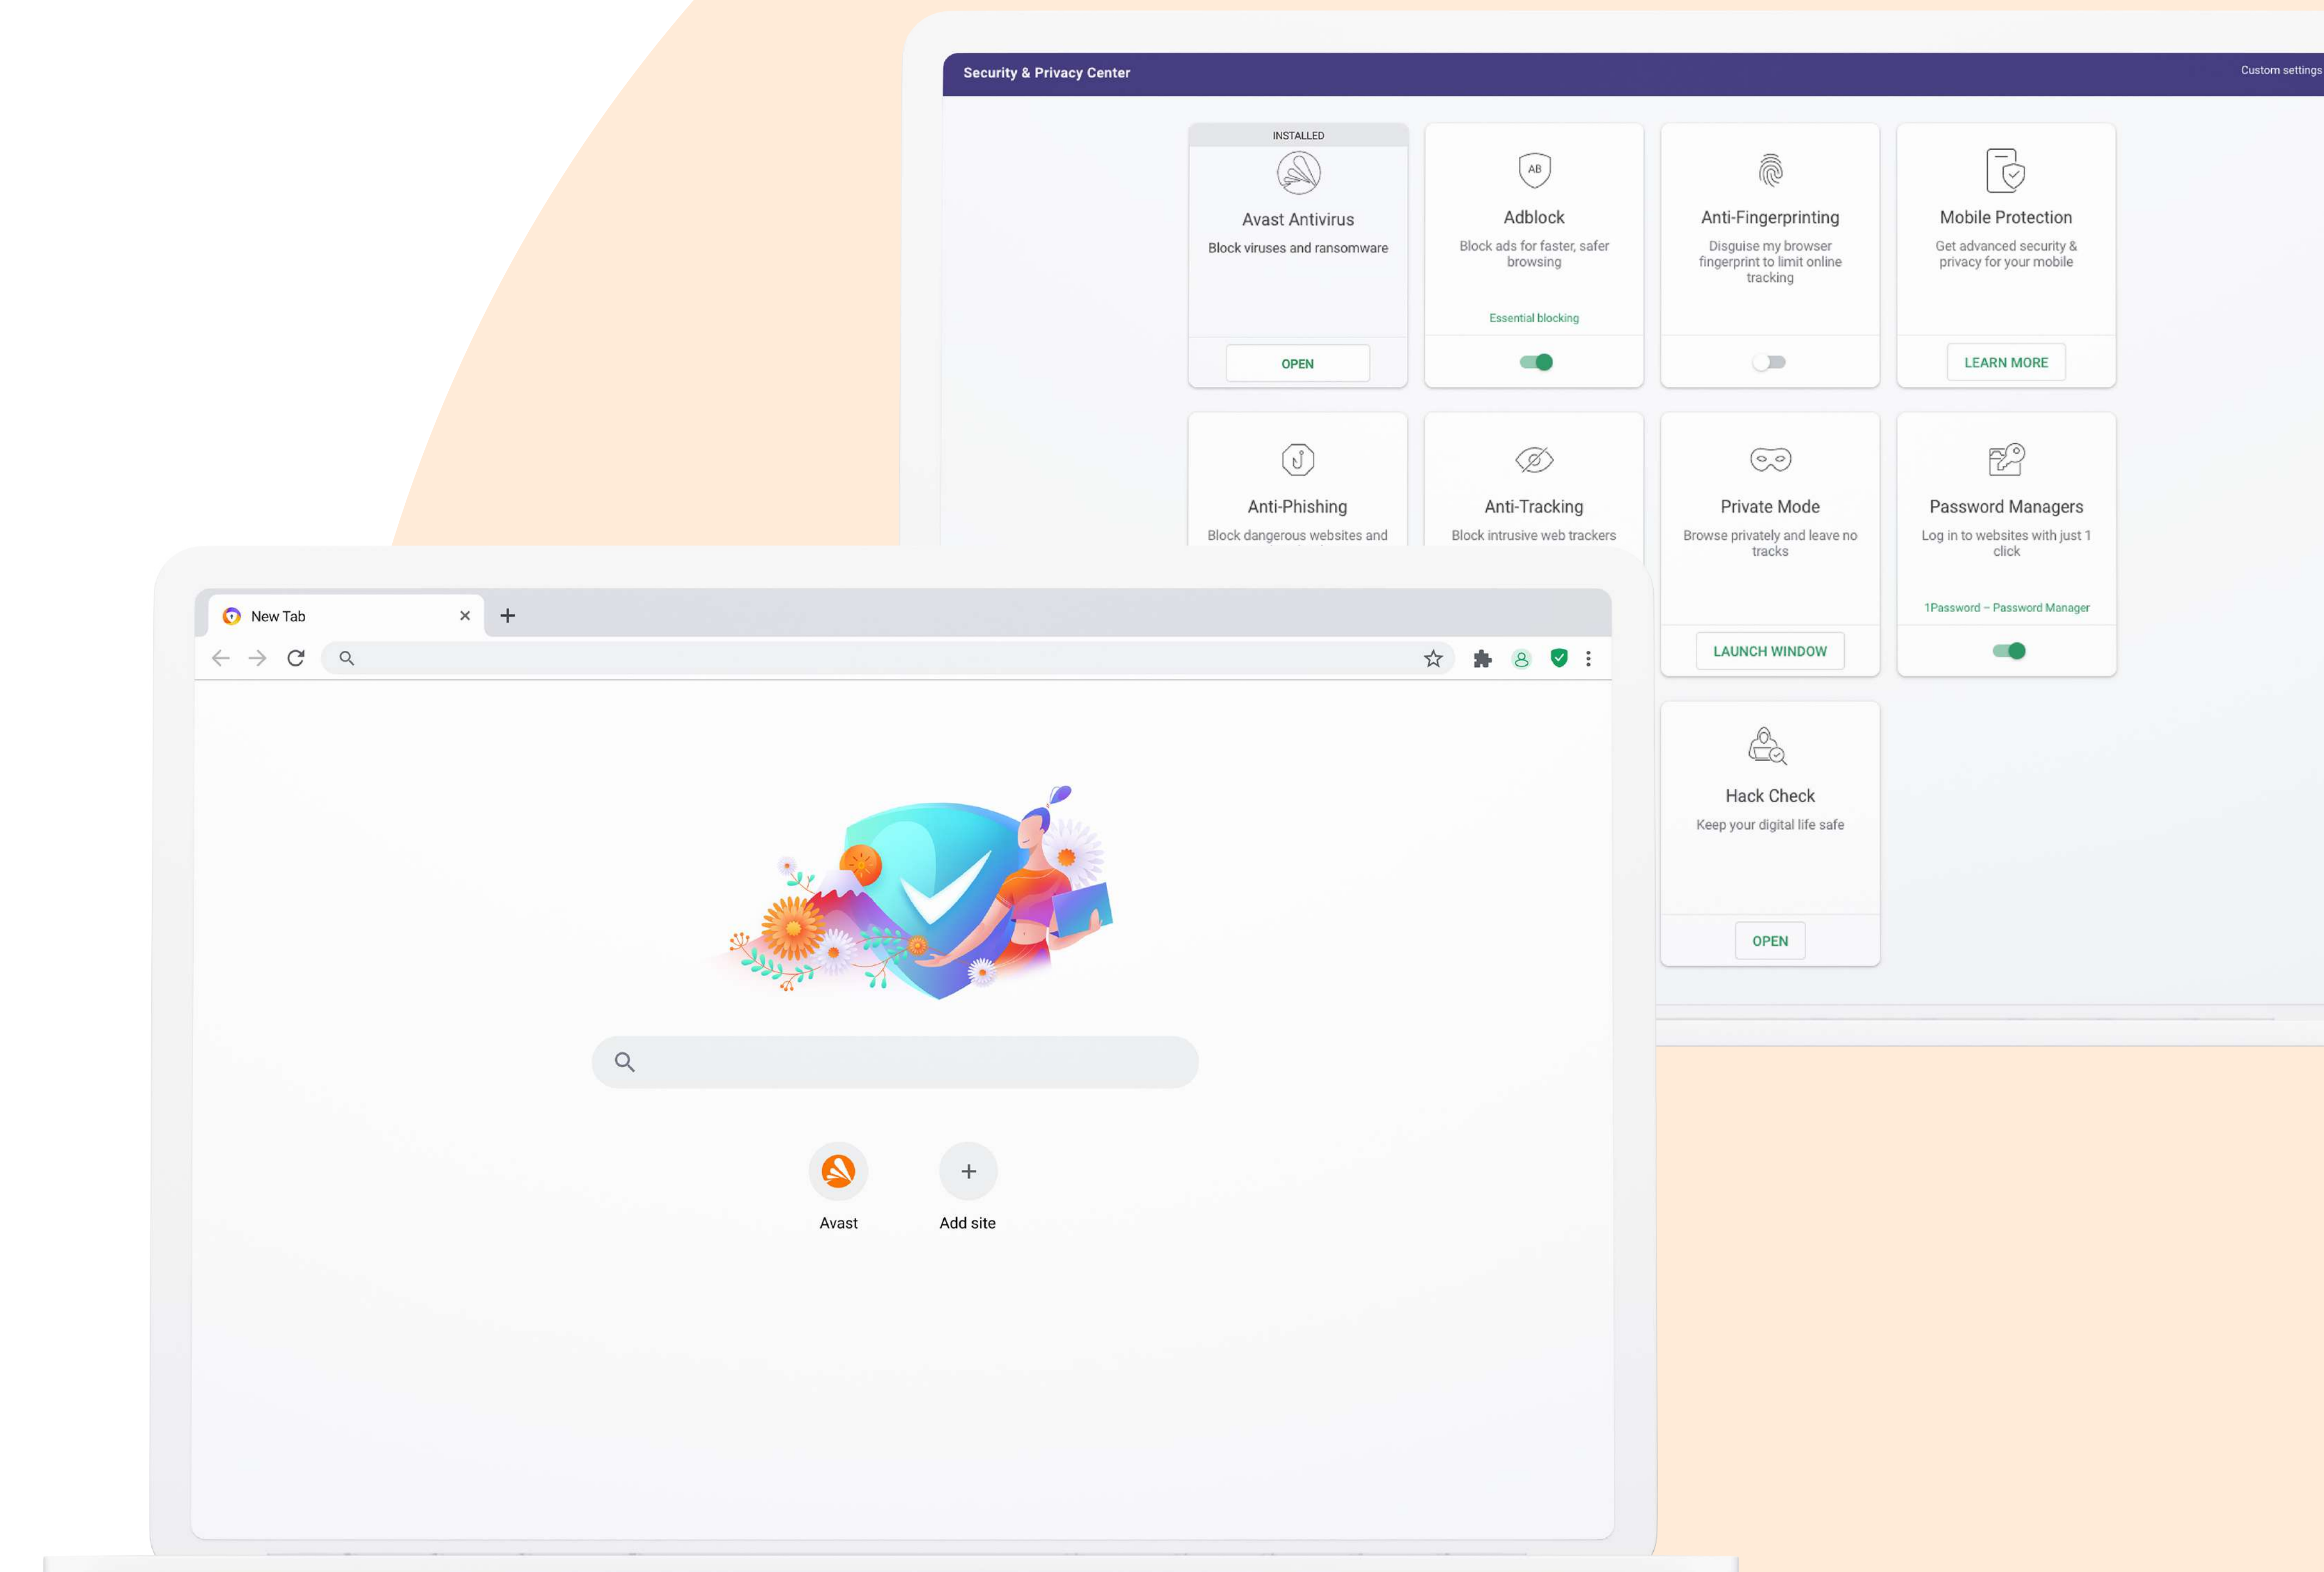 Security & Privacy Center
Custom settings
INSTALLED
Avast Antivirus
Block viruses and ransomware
OPEN
AB
Adblock
Block ads for faster, safer
browsing
Essential blocking
Anti-Fingerprinting
Disguise my browser
fingerprint to limit online
tracking
Mobile Protection
Get advanced security &
privacy for your mobile
LEARN MORE
Anti-Phishing
Block dangerous websites and
Anti-Tracking
Block intrusive web trackers
Private Mode
Browse privately and leave no
tracks
LAUNCH WINDOW
Password Managers
Log in to websites with just 1
click
1Password – Password Manager
Hack Check
Keep your digital life safe
OPEN
New Tab
Avast
Add site